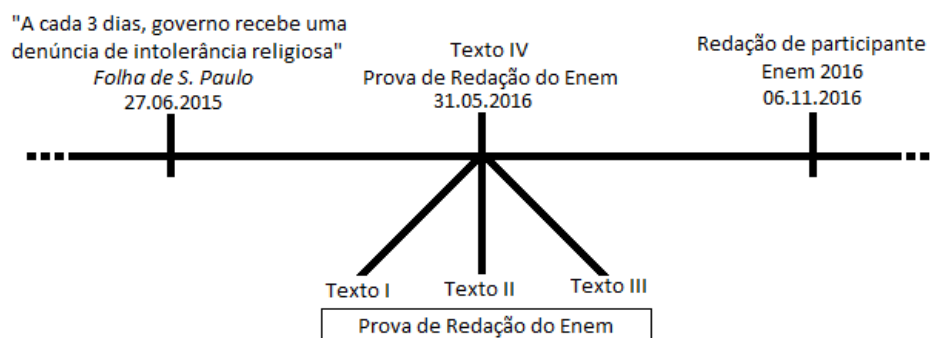 "A cada 3 dias, governo recebe uma
denúncia de intolerância religiosa"
Folha de S. Paulo
27.06.2015
Texto IV
Prova de Redação do Enem
31.05.2016
Redação de participante
Enem 2016
06.11.2016
Texto I
Texto II
Texto III
Prova de Redação do Enem